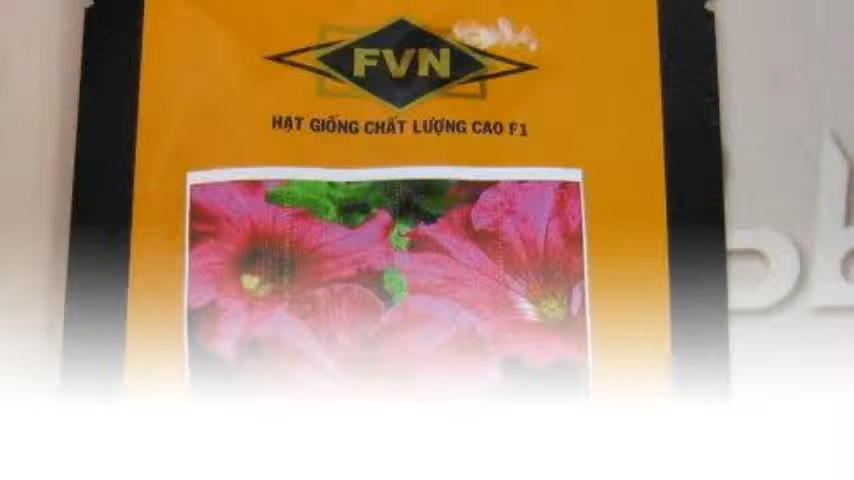 FVN
HẠT GIỐNG CHẤT LƯỢNG CAO F1